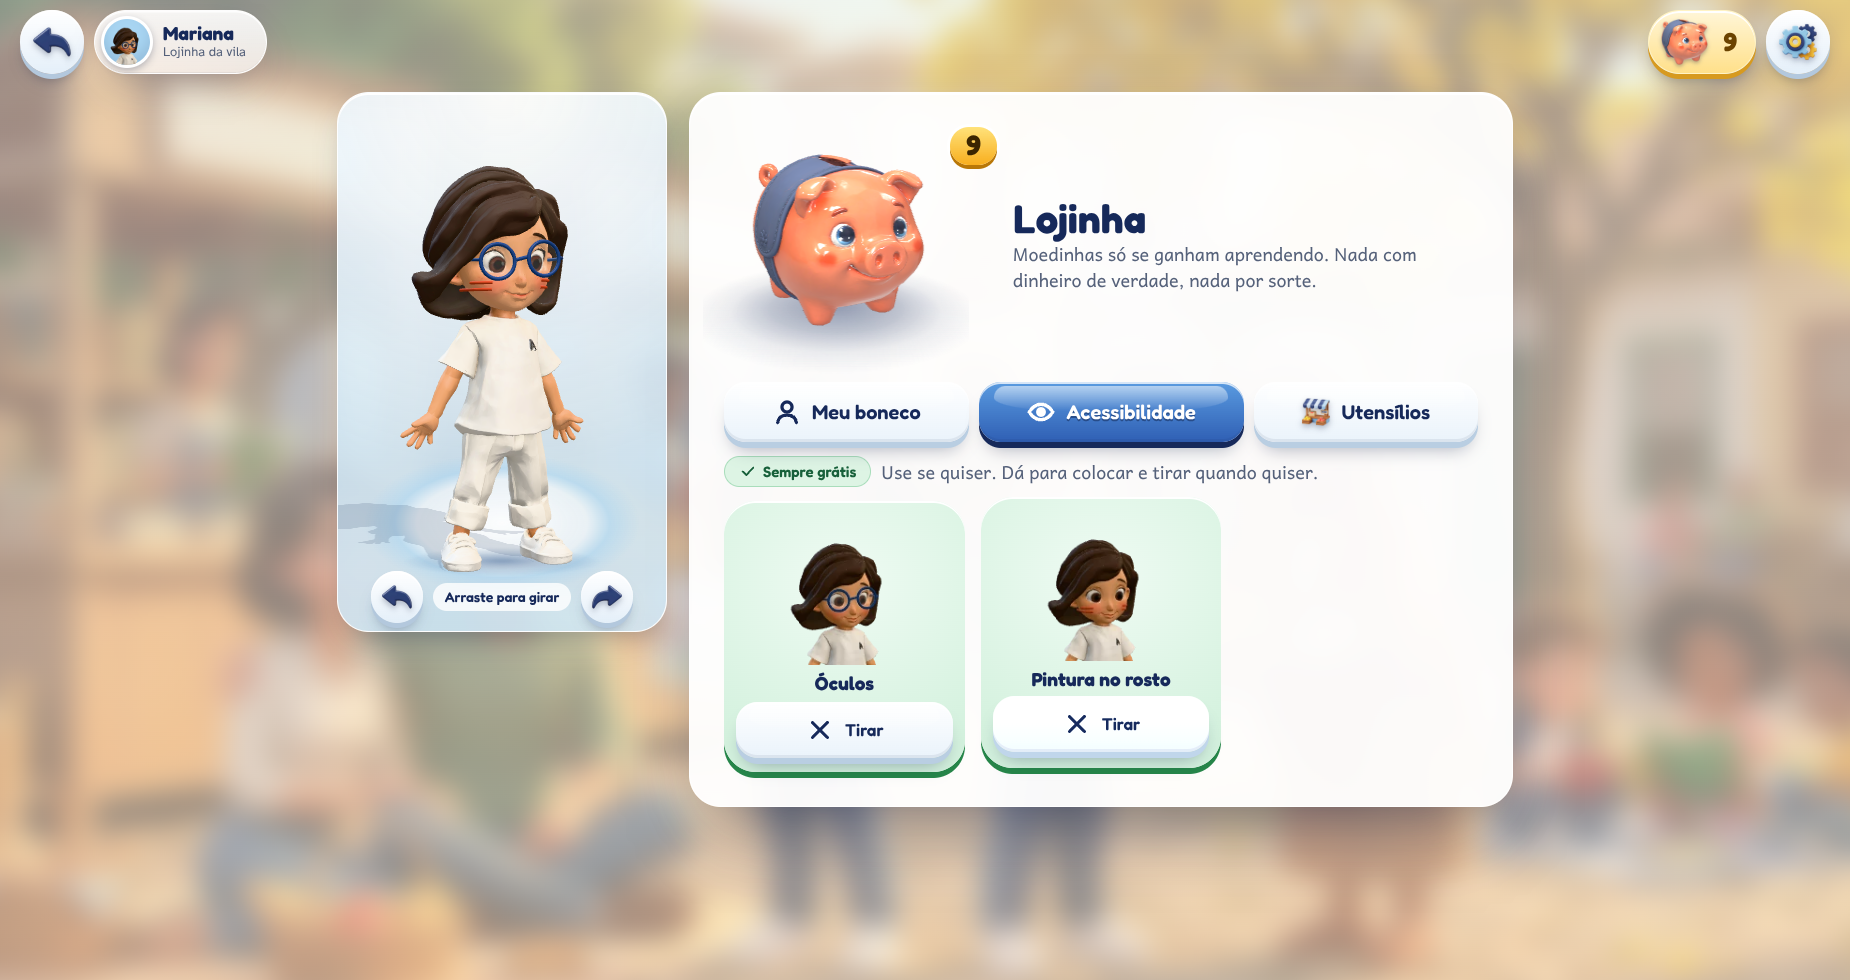 Mariana
Lojinha da vila
9
9
Lojinha
Moedinhas só se ganham aprendendo. Nada com
dinheiro de verdade, nada por sorte.
Meu boneco
Acessibilidade
Utensílios
Sempre grátis
Use se quiser. Dá para colocar e tirar quando quiser.
Arraste para girar
Óculos
Pintura no rosto
Tirar
Tirar